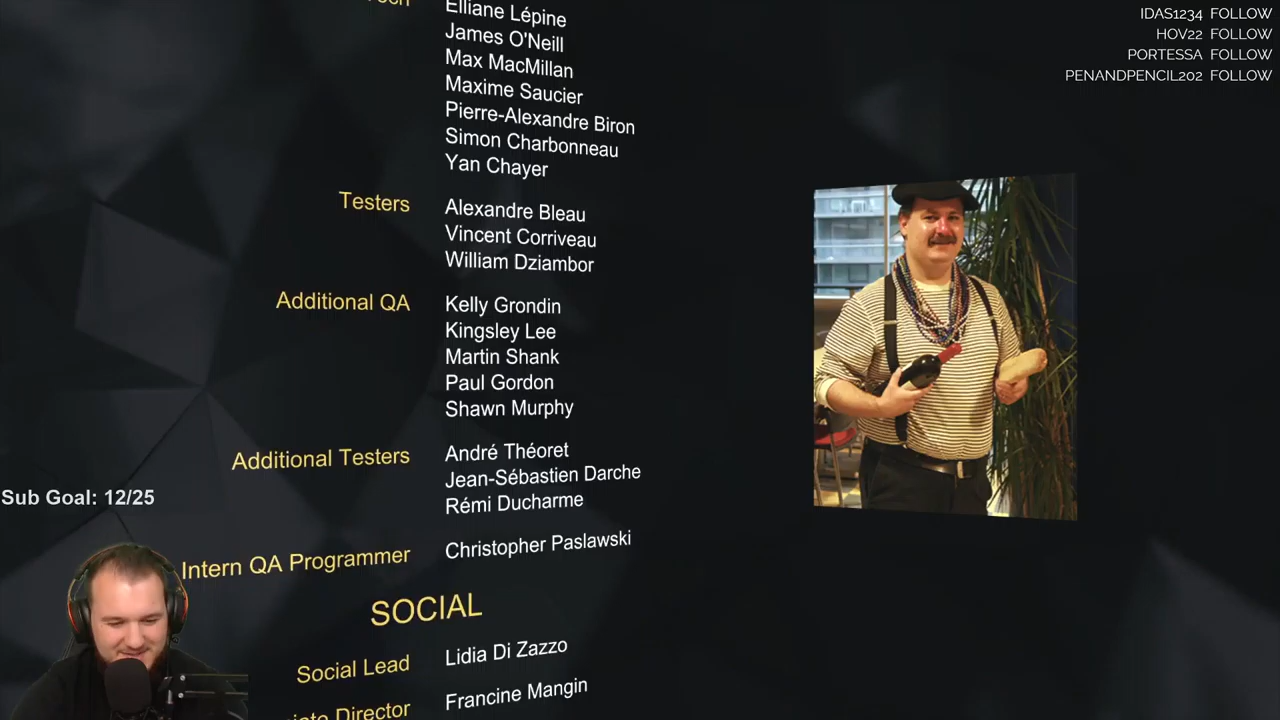 IDAS1234 FOLLOW
HOV22 FOLLOW
PORTESSA FOLLOW
PENANDPENCIL202 FOLLOW
Elliane Lépine
James O'Neill
Max MacMillan
Maxime Saucier
Pierre-Alexandre Biron
Simon Charbonneau
Yan Chayer
Testers Alexandre Bleau
Vincent Corriveau
William Dziambor
Additional QA Kelly Grondin
Kingsley Lee
Martin Shank
Paul Gordon
Shawn Murphy
Additional Testers André Théoret
Jean-Sébastien Darche
Rémi Ducharme
Sub Goal: 12/25
Intern QA Programmer Christopher Paslawski
SOCIAL
Social Lead Lidia Di Zazzo
Director Francine Mangin